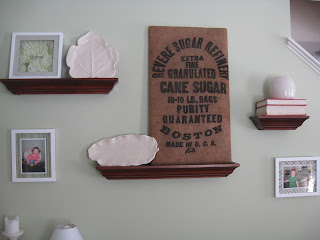 REVERE SUGAR REFINERY
EXTRA
FINE
GRANULATED
CANE SUGAR
10-10 LB. BAGS
PURITY
GUARANTEED
BOSTON
MADE IN U.S.A.